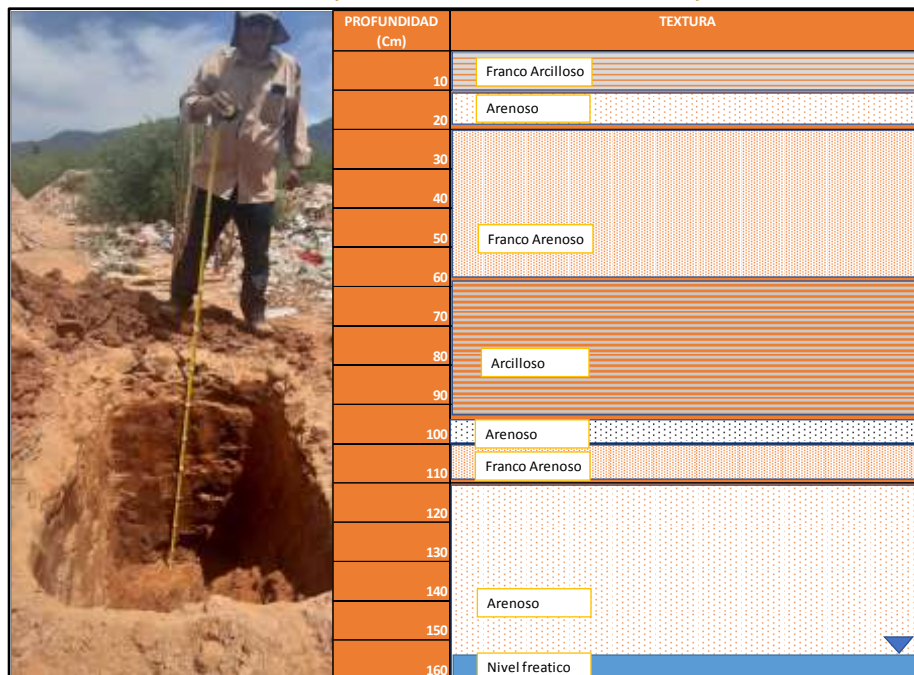 PROFUNDIDAD
(Cm)
TEXTURA
10
Franco Arcilloso
20
Arenoso
30
40
50
Franco Arenoso
60
70
80
Arcilloso
90
100
Arenoso
110
Franco Arenoso
120
130
140
Arenoso
150
160
Nivel freatico